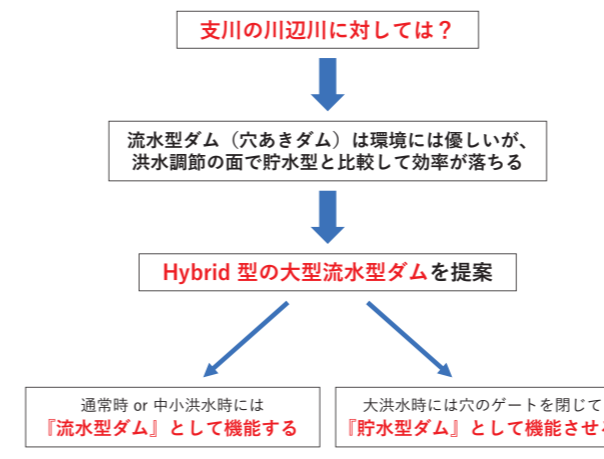 支川の川辺川に対しては？
流水型ダム（穴あきダム）は環境には優しいが、
洪水調節の面で貯水型と比較して効率が落ちる
Hybrid 型の大型流水型ダムを提案
通常時 or 中小洪水時には
『流水型ダム』として機能する
大洪水時には穴のゲートを閉じて
『貯水型ダム』として機能させる